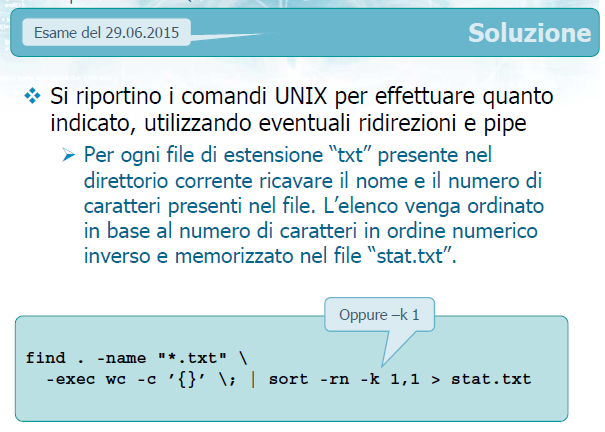 Esame del 29.06.2015
Soluzione
❖ Si riportino i comandi UNIX per effettuare quanto
indicato, utilizzando eventuali ridirezioni e pipe
➢ Per ogni file di estensione “txt” presente nel
direttorio corrente ricavare il nome e il numero di
caratteri presenti nel file. L’elenco venga ordinato
in base al numero di caratteri in ordine numerico
inverso e memorizzato nel file “stat.txt”.
Oppure –k 1
find . -name "*.txt" \
-exec wc -c ’{}’ \; | sort -rn -k 1,1 > stat.txt